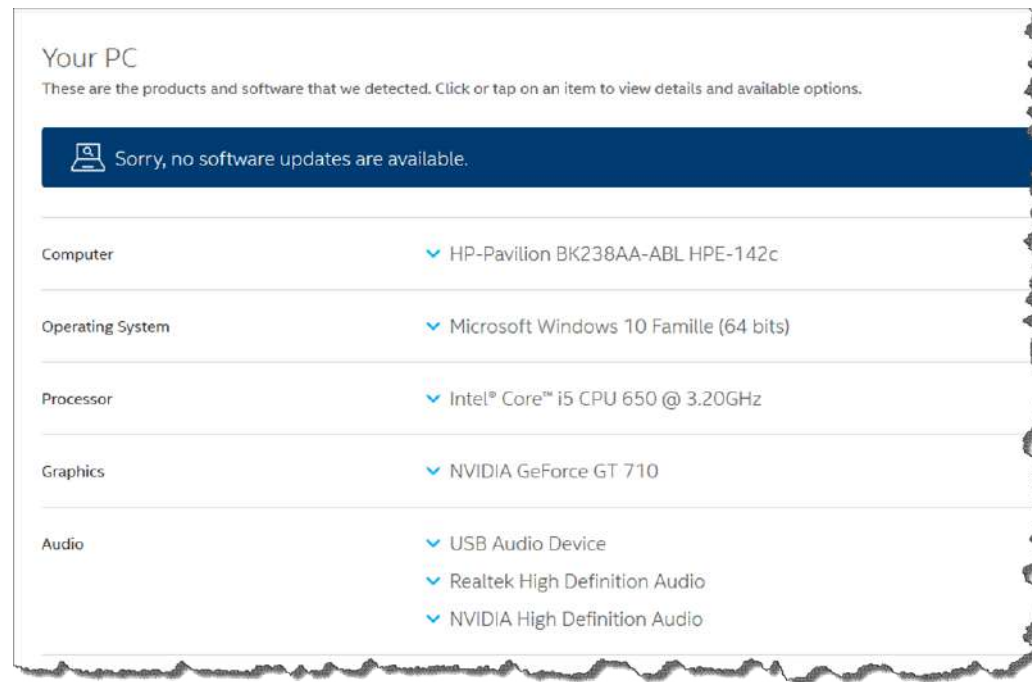 Your PC
These are the products and software that we detected. Click or tap on an item to view details and available options.
Sorry, no software updates are available.
Computer
HP-Pavilion BK238AA-ABL HPE-142c
Operating System
Microsoft Windows 10 Famille (64 bits)
Processor
Intel® Core™ i5 CPU 650 @ 3.20GHz
Graphics
NVIDIA GeForce GT 710
Audio
USB Audio Device
Realtek High Definition Audio
NVIDIA High Definition Audio